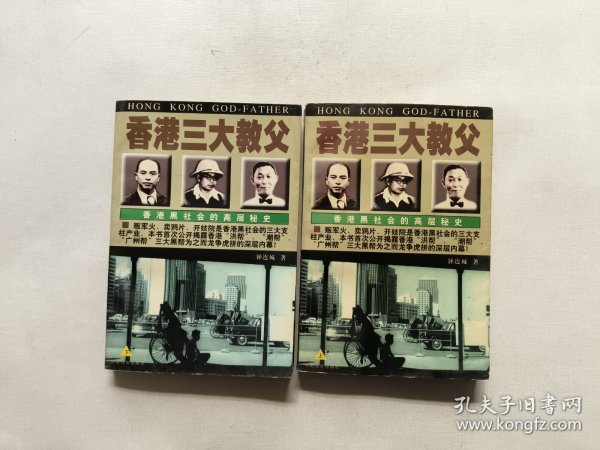 HONG KONG GOD-FATHER
香港三大教父
香港黑社会的高层秘史
贩军火、卖鸦片、开妓院是香港黑社会的三大支
柱产业，本书首次公开揭露香港“洪帮”、“潮帮”、
“广州帮”三大黑帮为之而龙争虎拼的深层内幕！
钟连城 著
上
HONG KONG GOD-FATHER
香港三大教父
香港黑社会的高层秘史
贩军火、卖鸦片、开妓院是香港黑社会的三大支
柱产业，本书首次公开揭露香港“洪帮”、“潮帮”、
“广州帮”三大黑帮为之而龙争虎拼的深层内幕！
钟连城 著
孔夫子旧书网
www.kongfz.com